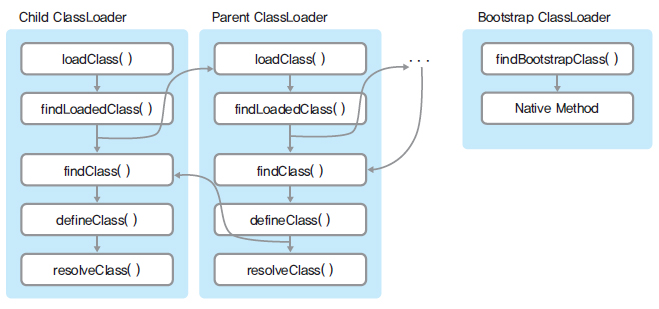 Child ClassLoader
loadClass( )
findLoadedClass( )
findClass( )
defineClass( )
resolveClass( )
Parent ClassLoader
loadClass( )
findLoadedClass( )
findClass( )
defineClass( )
resolveClass( )
. . .
Bootstrap ClassLoader
findBootstrapClass( )
Native Method